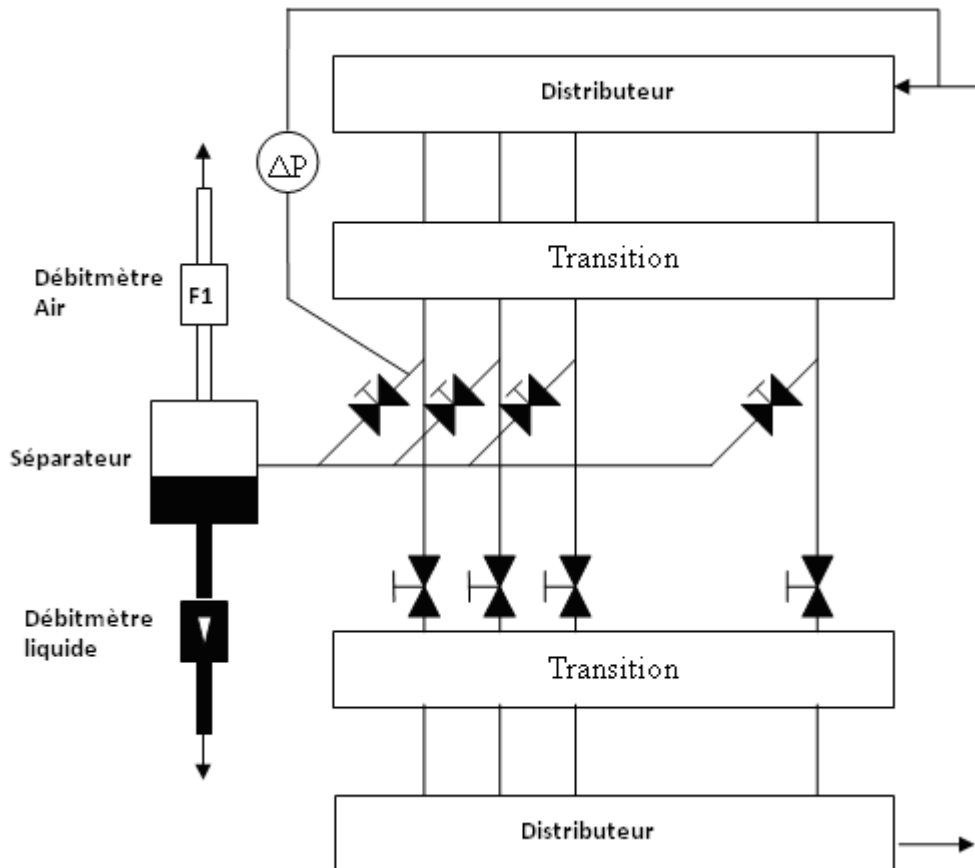 Distributeur
ΔP
Transition
Débitmètre
Air
F1
Séparateur
Débitmètre
liquide
Transition
Distributeur